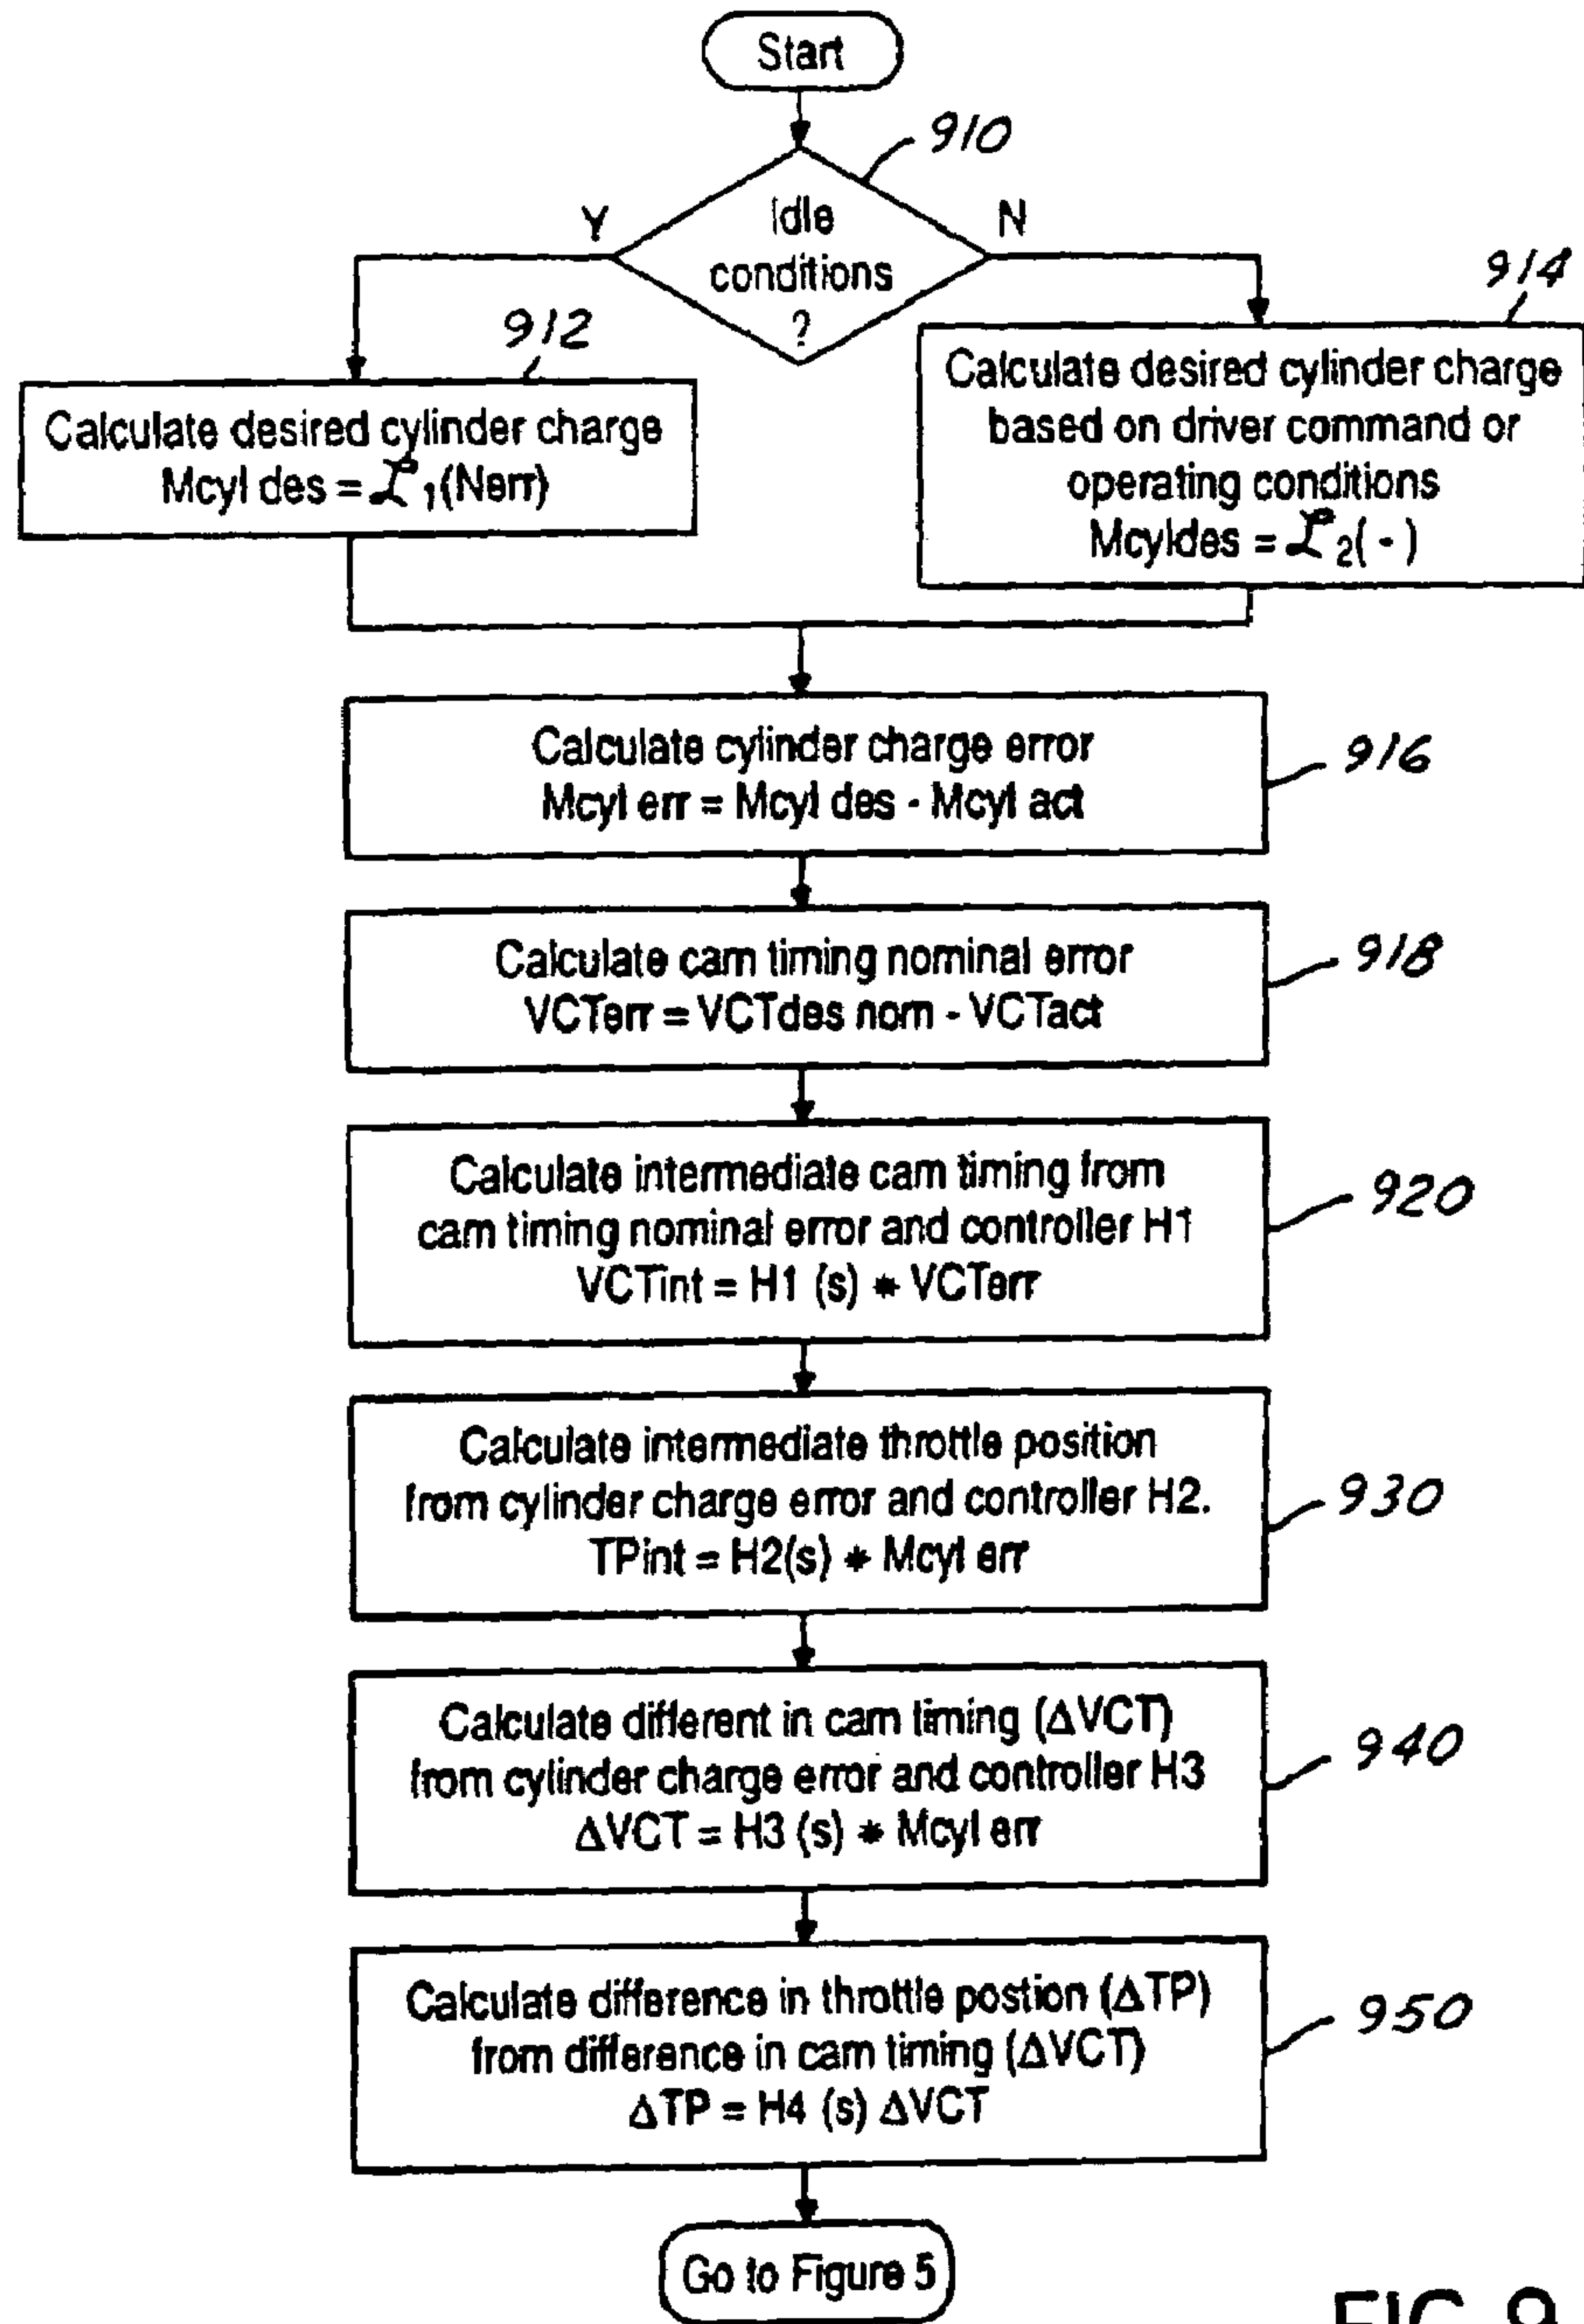 Start
910
Idle
conditions
?
Y
N
912
Calculate desired cylinder charge
Mcyl des = ℒ1(Nerr)
914
Calculate desired cylinder charge
based on driver command or
operating conditions
Mcyldes = ℒ2(-)
Calculate cylinder charge error
Mcyl err = Mcyl des - Mcyl act
916
Calculate cam timing nominal error
VCTerr = VCTdes nom - VCTact
918
Calculate intermediate cam timing from
cam timing nominal error and controller H1
VCTint = H1 (s) * VCTerr
920
Calculate intermediate throttle position
from cylinder charge error and controller H2.
TPint = H2(s) * Mcyl err
930
Calculate different in cam timing (ΔVCT)
from cylinder charge error and controller H3
ΔVCT = H3 (s) * Mcyl err
940
Calculate difference in throttle postion (ΔTP)
from difference in cam timing (ΔVCT)
ΔTP = H4 (s) ΔVCT
950
Go to Figure 5
FIG. 9